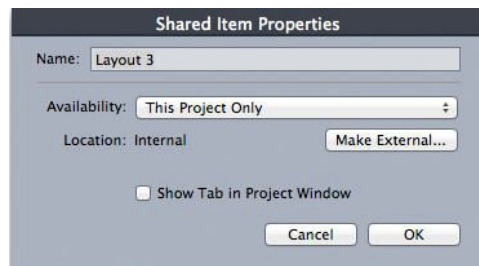 Shared Item Properties
Name: Layout 3
Availability: This Project Only
Location: Internal Make External...
Show Tab in Project Window
Cancel OK